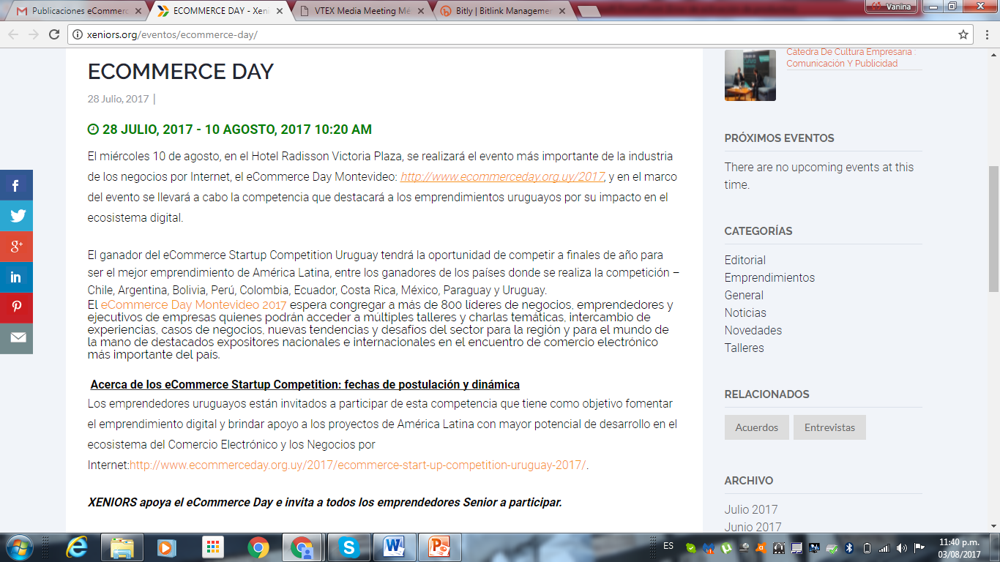 Publicaciones eCommerc
ECOMMERCE DAY - Xeni
VTEX Media Meeting Mé
Bitly | Bitlink Managemen
Vanina
xeniors.org/eventos/ecommerce-day/
ECOMMERCE DAY
28 Julio, 2017 |
28 JULIO, 2017 - 10 AGOSTO, 2017 10:20 AM
El miércoles 10 de agosto, en el Hotel Radisson Victoria Plaza, se realizará el evento más importante de la industria
de los negocios por Internet, el eCommerce Day Montevideo: http://www.ecommerceday.org.uy/2017, y en el marco
del evento se llevará a cabo la competencia que destacará a los emprendimientos uruguayos por su impacto en el
ecosistema digital.
El ganador del eCommerce Startup Competition Uruguay tendrá la oportunidad de competir a finales de año para
ser el mejor emprendimiento de América Latina, entre los ganadores de los países donde se realiza la competición –
Chile, Argentina, Bolivia, Perú, Colombia, Ecuador, Costa Rica, México, Paraguay y Uruguay.
El eCommerce Day Montevideo 2017 espera congregar a más de 800 líderes de negocios, emprendedores y
ejecutivos de empresas quienes podrán acceder a múltiples talleres y charlas temáticas, intercambio de
experiencias, casos de negocios, nuevas tendencias y desafíos del sector para la región y para el mundo de
la mano de destacados expositores nacionales e internacionales en el encuentro de comercio electrónico
más importante del país.
Acerca de los eCommerce Startup Competition: fechas de postulación y dinámica
Los emprendedores uruguayos están invitados a participar de esta competencia que tiene como objetivo fomentar
el emprendimiento digital y brindar apoyo a los proyectos de América Latina con mayor potencial de desarrollo en el
ecosistema del Comercio Electrónico y los Negocios por
Internet:http://www.ecommerceday.org.uy/2017/ecommerce-start-up-competition-uruguay-2017/.
XENIORS apoya el eCommerce Day e invita a todos los emprendedores Senior a participar.
Cátedra De Cultura Empresaria :
Comunicación Y Publicidad
PRÓXIMOS EVENTOS
There are no upcoming events at this
time.
CATEGORÍAS
Editorial
Emprendimientos
General
Noticias
Novedades
Talleres
RELACIONADOS
Acuerdos
Entrevistas
ARCHIVO
Julio 2017
Junio 2017
ES
11:40 p.m.
03/08/2017